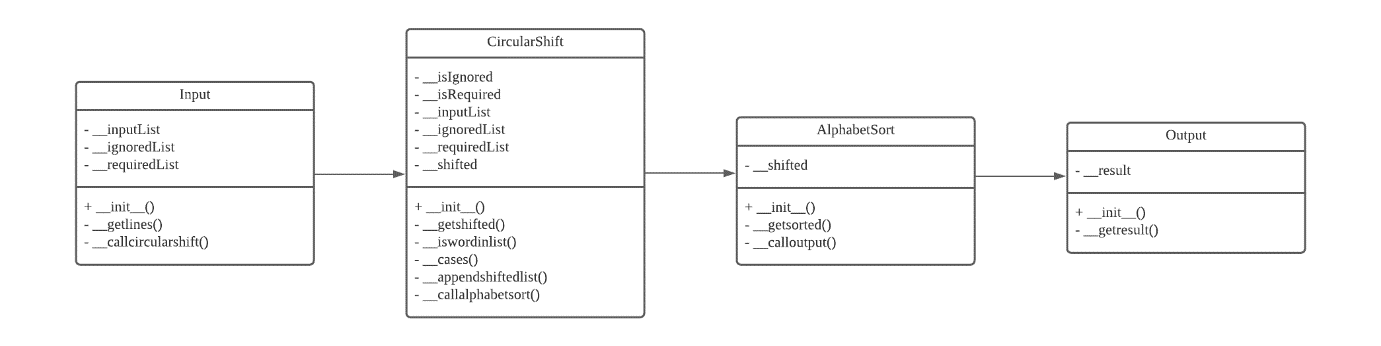 Input
- __inputList
- __ignoredList
- __requiredList
+ __init__()
- __getlines()
- __callcircularshift()
CircularShift
- __isIgnored
- __isRequired
- __inputList
- __ignoredList
- __requiredList
- __shifted
+ __init__()
- __getshifted()
- __iswordinlist()
- __cases()
- __appendshiftedlist()
- __callalphabetsort()
AlphabetSort
- __shifted
+ __init__()
- __getsorted()
- __calloutput()
Output
- __result
+ __init__()
- __getresult()